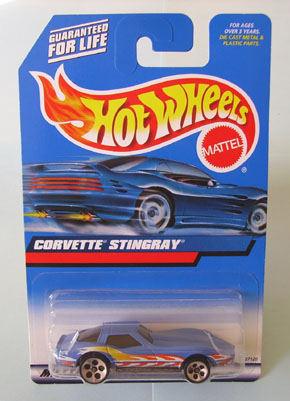 GUARANTEED
FOR LIFE
FOR AGES
OVER 3 YEARS.
DIE CAST METAL &
PLASTIC PARTS.
HOT WHEELS
MATTEL
®
CORVETTE® STINGRAY®